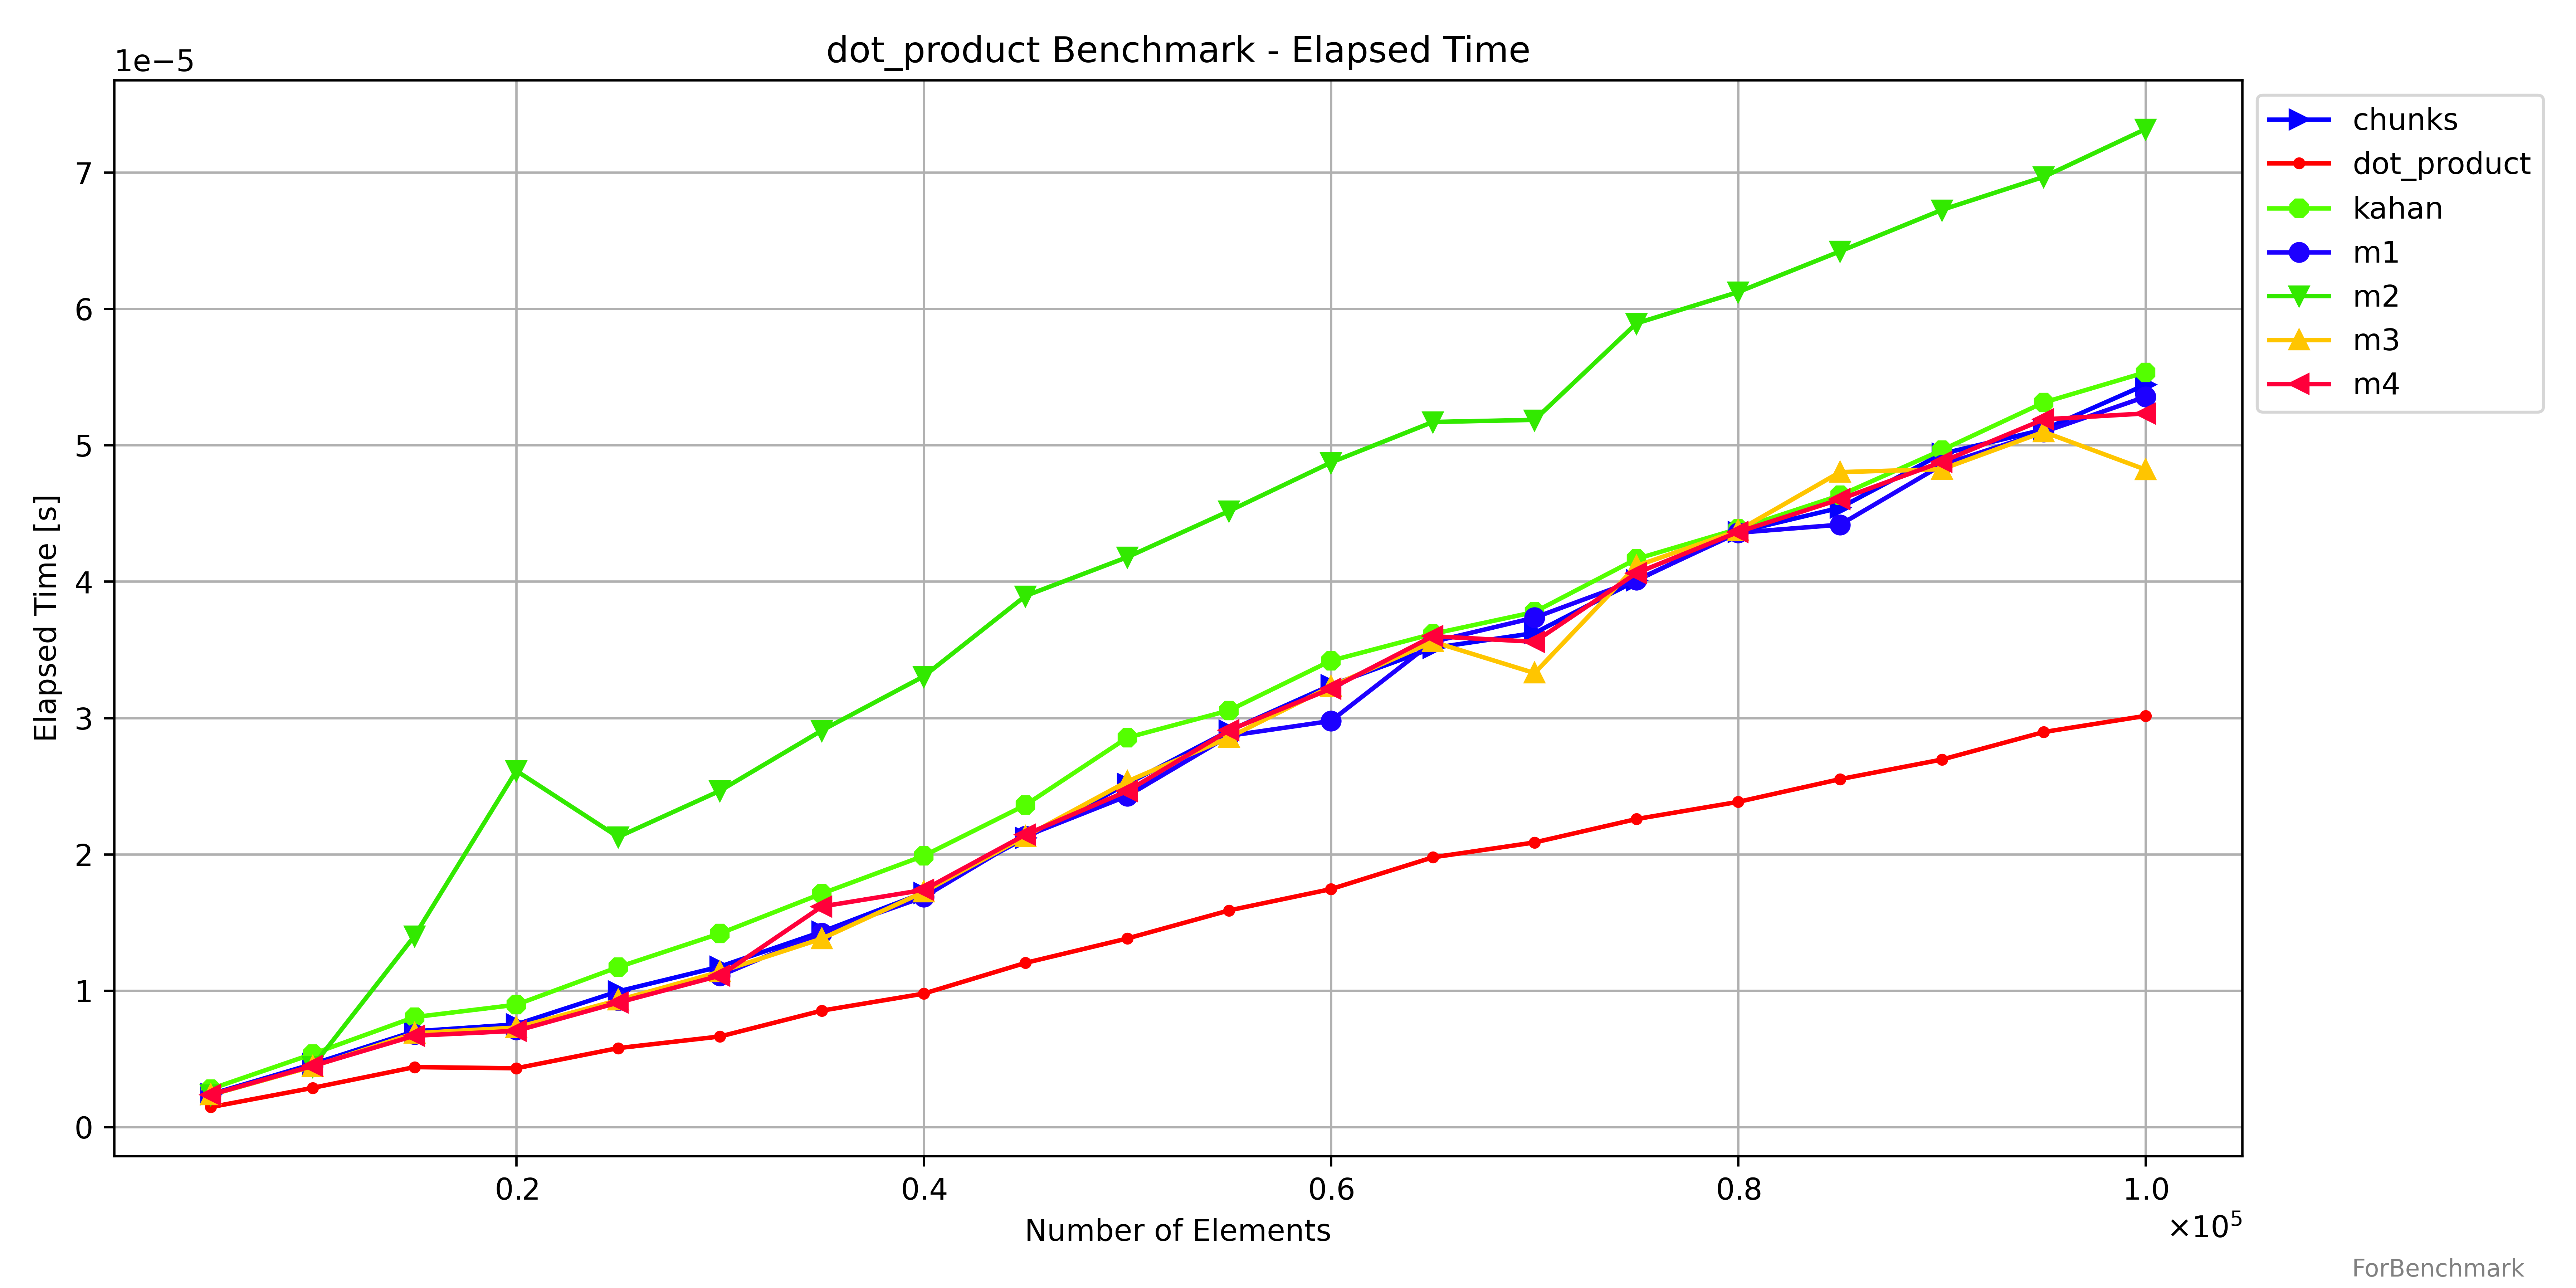 dot_product Benchmark - Elapsed Time
1e−5
7
6
5
4
3
2
1
0
Elapsed Time [s]
0.2 0.4 0.6 0.8 1.0
Number of Elements
×10⁵
chunks
dot_product
kahan
m1
m2
m3
m4
ForBenchmark